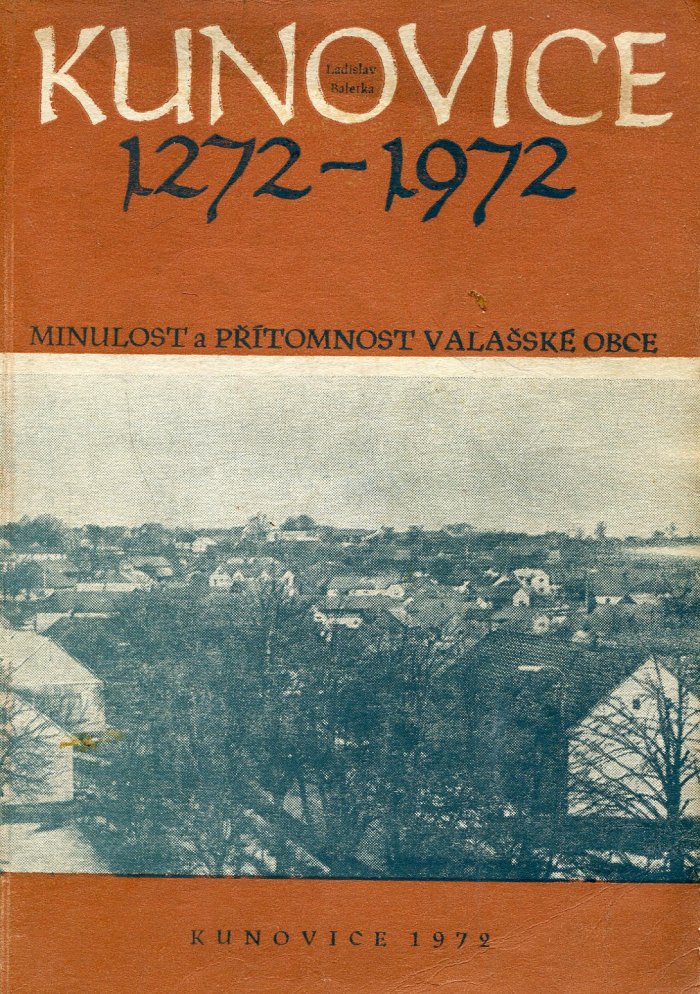 KUNOVICE
Ladislav
Baletka
1272-1972
MINULOST a PŘÍTOMNOST VALAŠSKÉ OBCE
KUNOVICE 1972